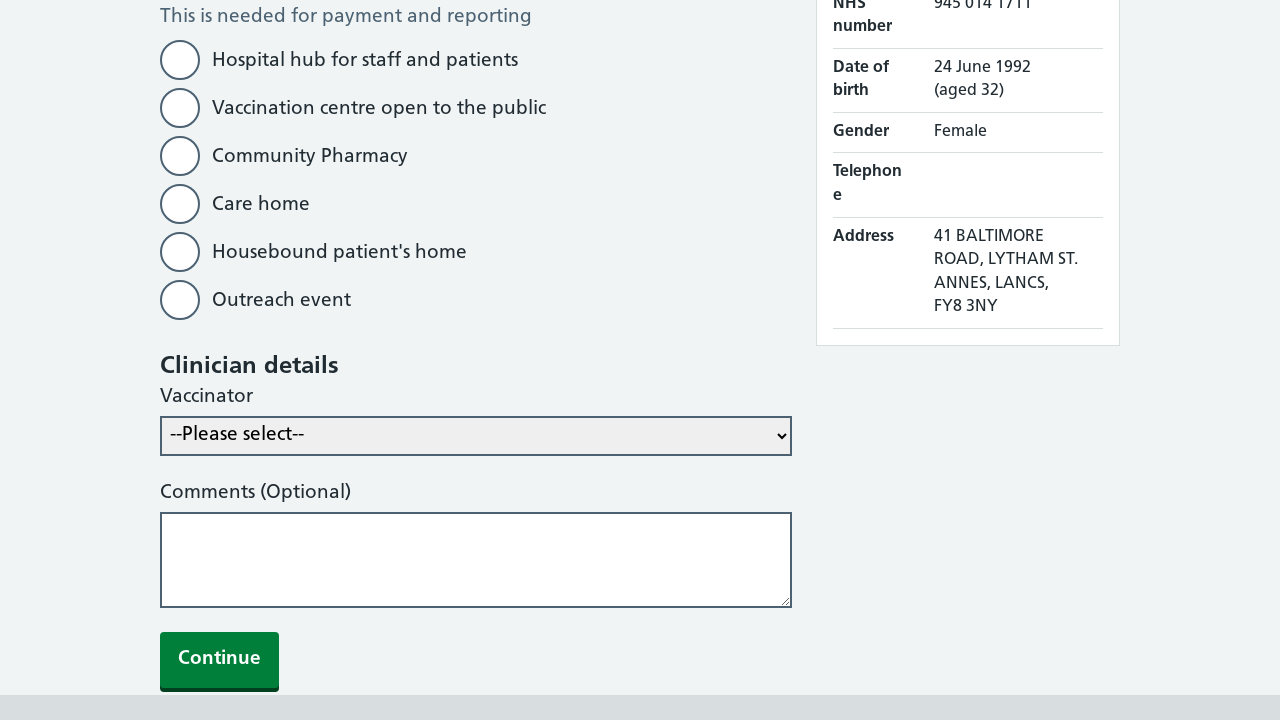 This is needed for payment and reporting
Hospital hub for staff and patients
Vaccination centre open to the public
Community Pharmacy
Care home
Housebound patient's home
Outreach event
Clinician details
Vaccinator
--Please select--
Comments (Optional)
Continue
NHS
number
945 014 1711
Date of
birth
24 June 1992
(aged 32)
Gender
Female
Telephon
e
Address
41 BALTIMORE
ROAD, LYTHAM ST.
ANNES, LANCS,
FY8 3NY